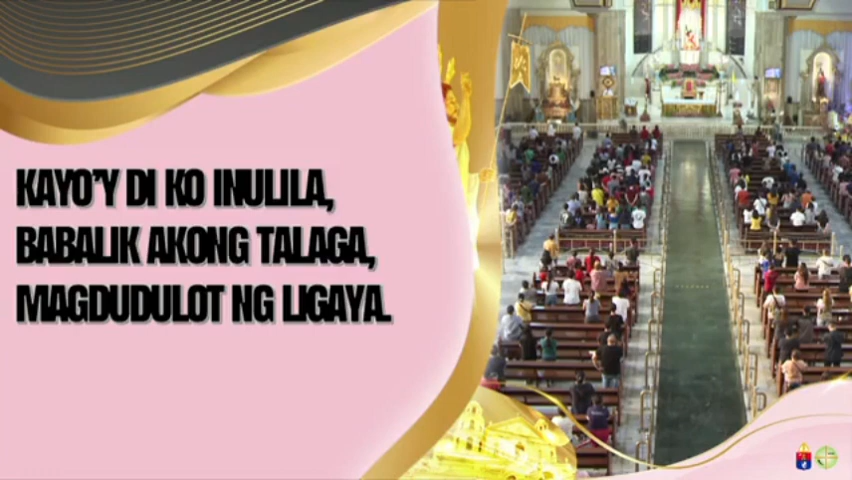 KAYO'Y DI KO INULILA,
BABALIK AKONG TALAGA,
MAGDUDULOT NG LIGAYA.